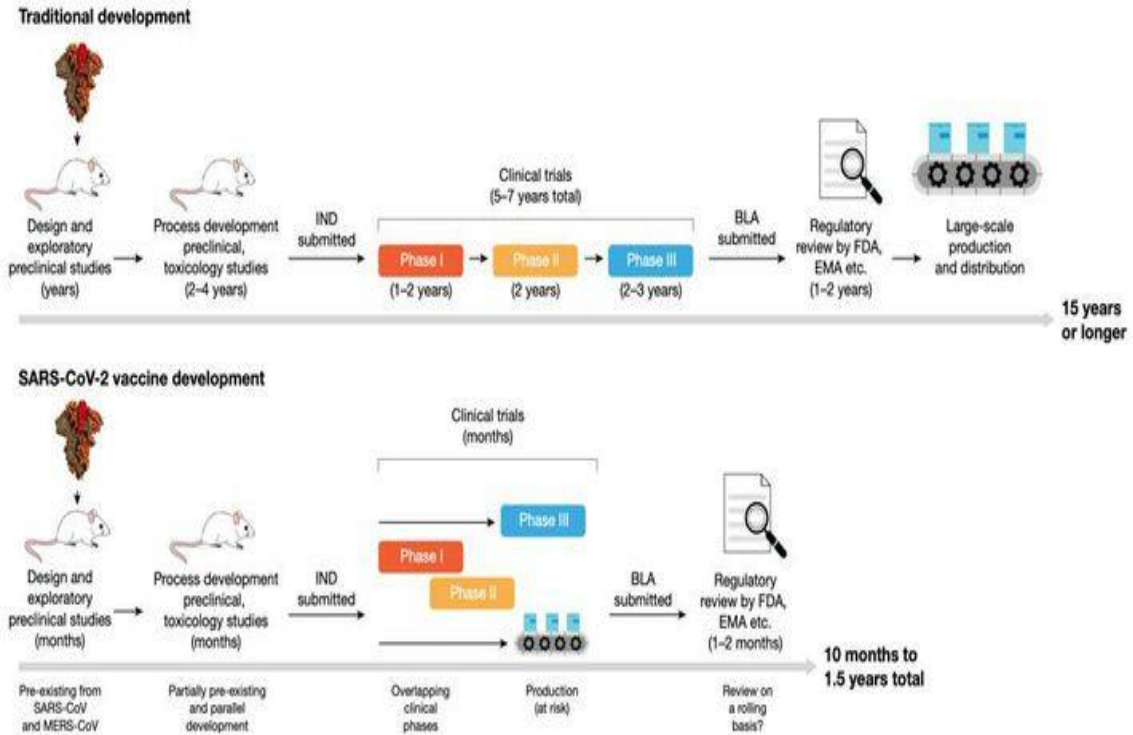 Traditional development
Clinical trials
(5–7 years total)
Design and
exploratory
preclinical studies
(years)
Process development
preclinical,
toxicology studies
(2–4 years)
IND
submitted
Phase I
(1–2 years)
Phase II
(2 years)
Phase III
(2–3 years)
BLA
submitted
Regulatory
review by FDA,
EMA etc.
(1–2 years)
Large-scale
production
and distribution
15 years
or longer
SARS-CoV-2 vaccine development
Clinical trials
(months)
Design and
exploratory
preclinical studies
(months)
Process development
preclinical,
toxicology studies
(months)
IND
submitted
Phase III
Phase I
Phase II
BLA
submitted
Regulatory
review by FDA,
EMA etc.
(1–2 months)
10 months to
1.5 years total
Pre-existing from
SARS-CoV
and MERS-CoV
Partially pre-existing
and parallel
development
Overlapping
clinical
phases
Production
(at risk)
Review on
a rolling
basis?